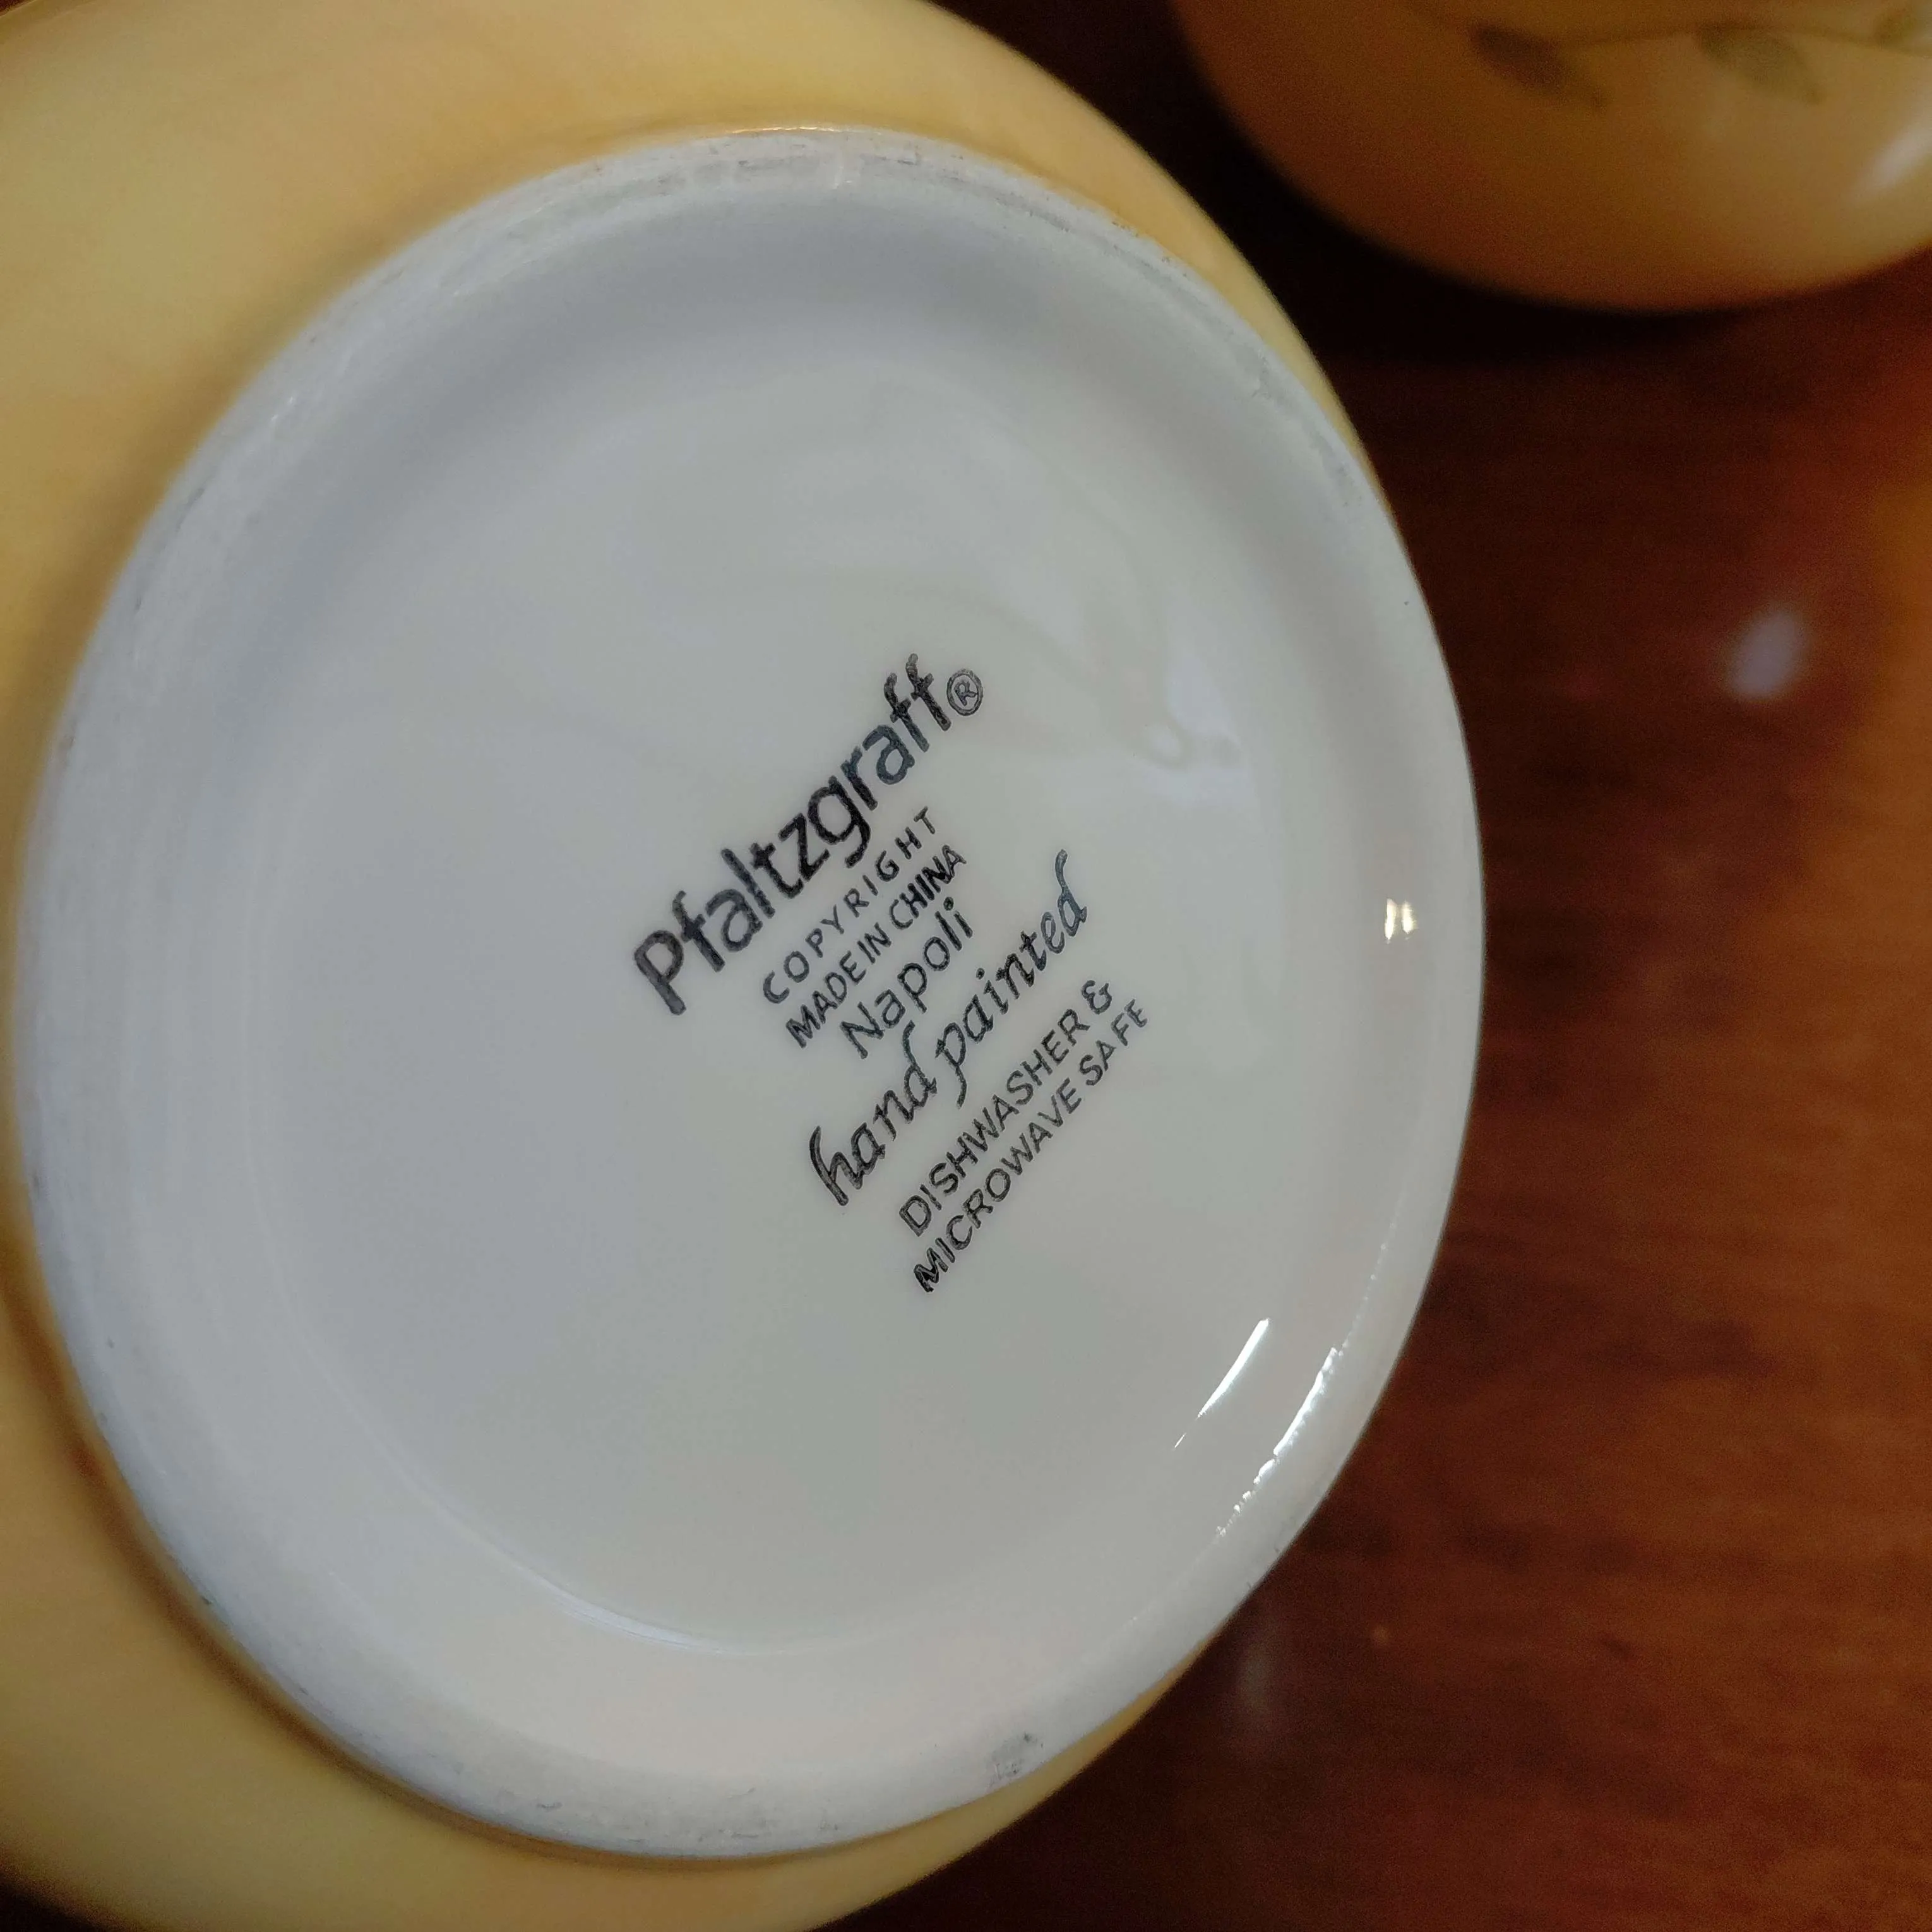 Pfaltzgraff®
COPYRIGHT
MADE IN CHINA
Napoli
hand painted
DISHWASHER &
MICROWAVE SAFE